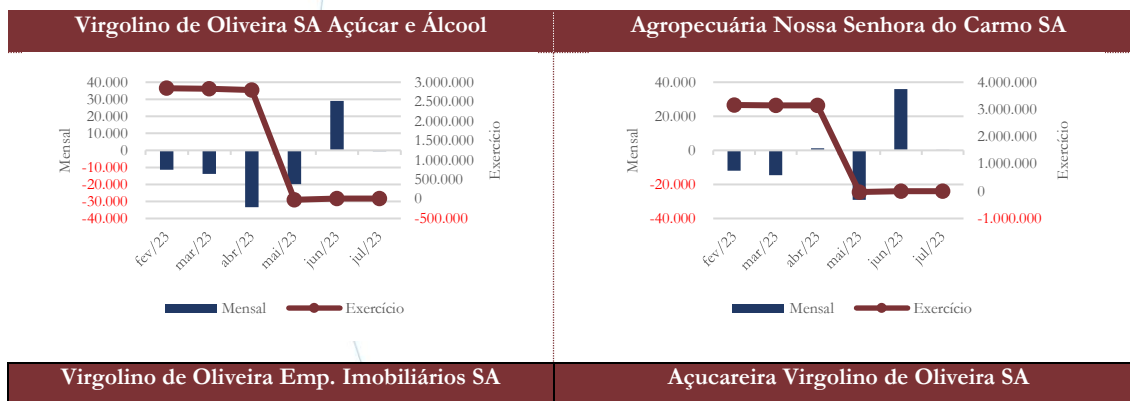 Virgolino de Oliveira SA Açúcar e Álcool
Agropecuária Nossa Senhora do Carmo SA
40.000
30.000
20.000
10.000
0
-10.000
-20.000
-30.000
-40.000
Mensal
3.000.000
2.500.000
2.000.000
1.500.000
1.000.000
500.000
0
-500.000
Exercício
fev/23
mar/23
abr/23
mai/23
jun/23
jul/23
Mensal
Exercício
40.000
20.000
0
-20.000
-40.000
Mensal
4.000.000
3.000.000
2.000.000
1.000.000
0
-1.000.000
Exercício
fev/23
mar/23
abr/23
mai/23
jun/23
jul/23
Mensal
Exercício
Virgolino de Oliveira Emp. Imobiliários SA
Açucareira Virgolino de Oliveira SA